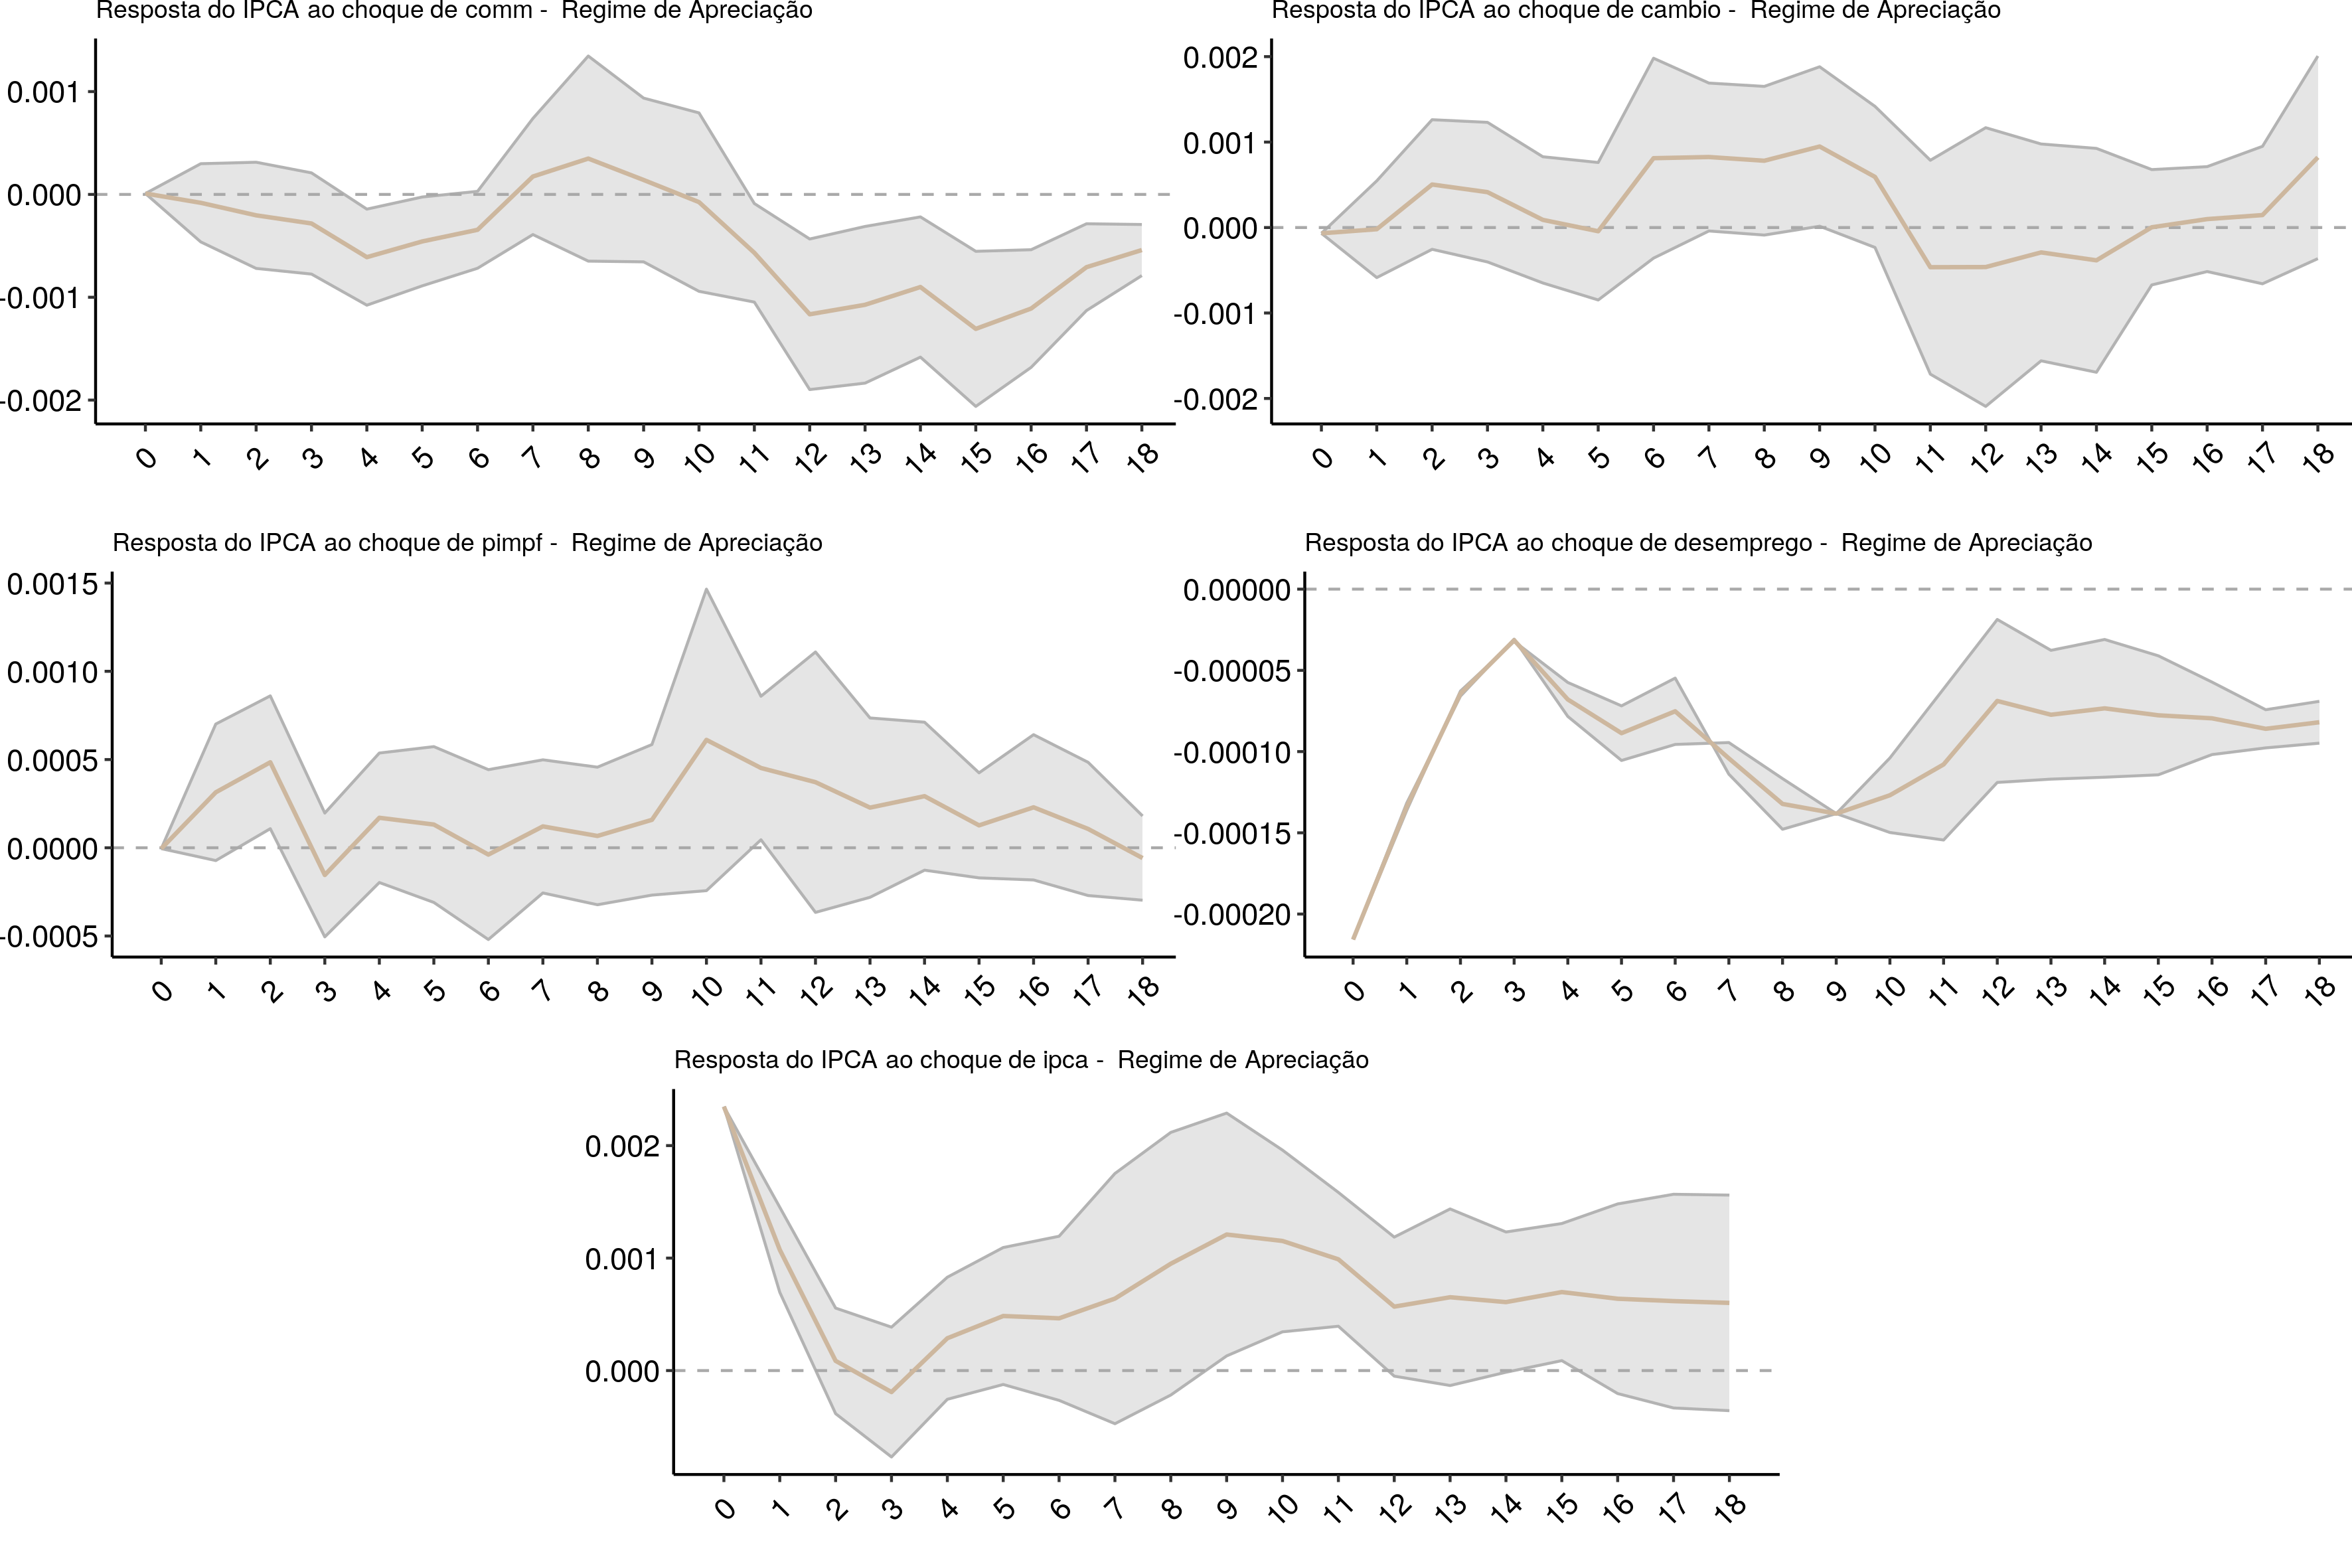 Resposta do IPCA ao choque de comm - Regime de Apreciação
0.001
0.000
-0.001
-0.002
0 1 2 3 4 5 6 7 8 9 10 11 12 13 14 15 16 17 18
Resposta do IPCA ao choque de cambio - Regime de Apreciação
0.002
0.001
0.000
-0.001
-0.002
0 1 2 3 4 5 6 7 8 9 10 11 12 13 14 15 16 17 18
Resposta do IPCA ao choque de pimpf - Regime de Apreciação
0.0015
0.0010
0.0005
0.0000
-0.0005
0 1 2 3 4 5 6 7 8 9 10 11 12 13 14 15 16 17 18
Resposta do IPCA ao choque de desemprego - Regime de Apreciação
0.00000
-0.00005
-0.00010
-0.00015
-0.00020
0 1 2 3 4 5 6 7 8 9 10 11 12 13 14 15 16 17 18
Resposta do IPCA ao choque de ipca - Regime de Apreciação
0.002
0.001
0.000
0 1 2 3 4 5 6 7 8 9 10 11 12 13 14 15 16 17 18